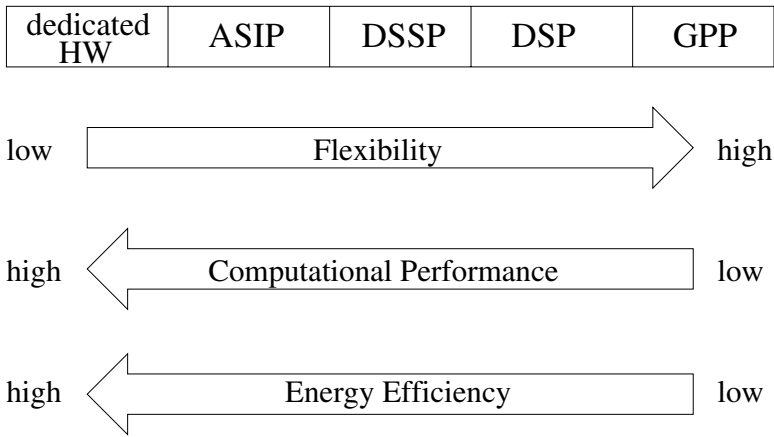 dedicated HW ASIP DSSP DSP GPP
low Flexibility high
high Computational Performance low
high Energy Efficiency low